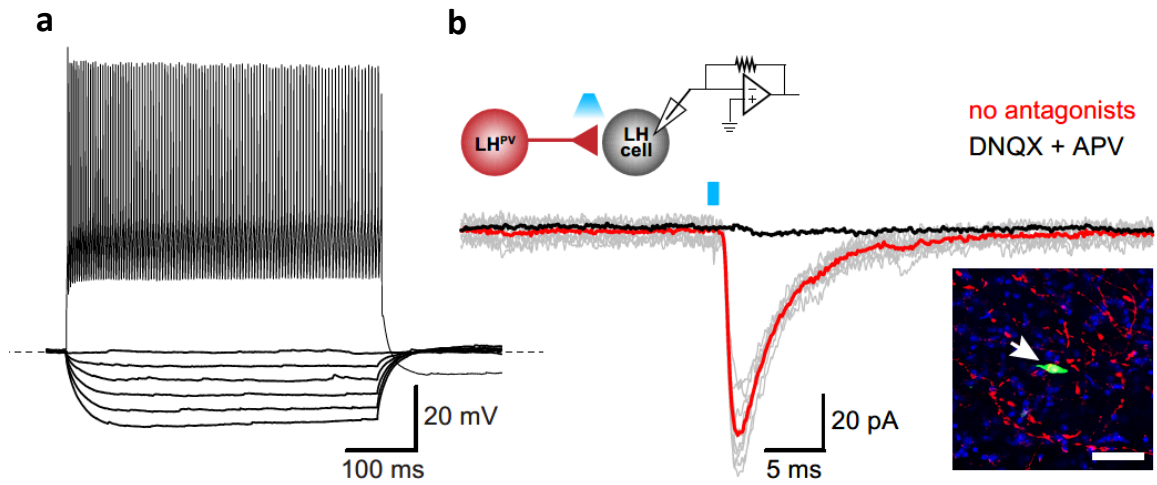 a
20 mV
100 ms
b
LHPV
LH
cell
no antagonists
DNQX + APV
20 pA
5 ms